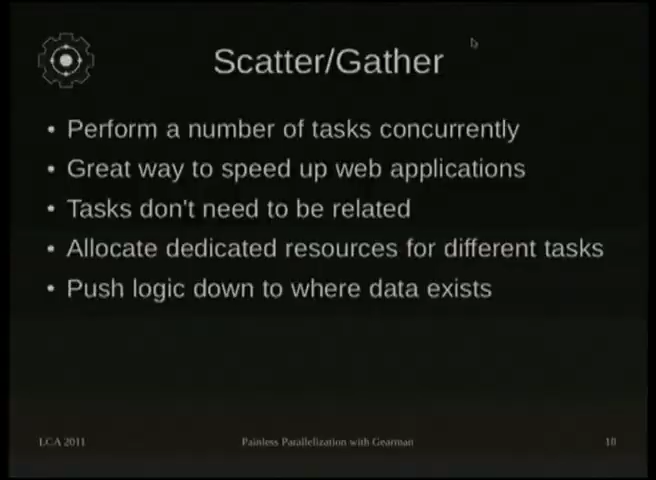 Scatter/Gather
• Perform a number of tasks concurrently
• Great way to speed up web applications
• Tasks don't need to be related
• Allocate dedicated resources for different tasks
• Push logic down to where data exists
LCA 2011
Painless Parallelization with Gearman
10